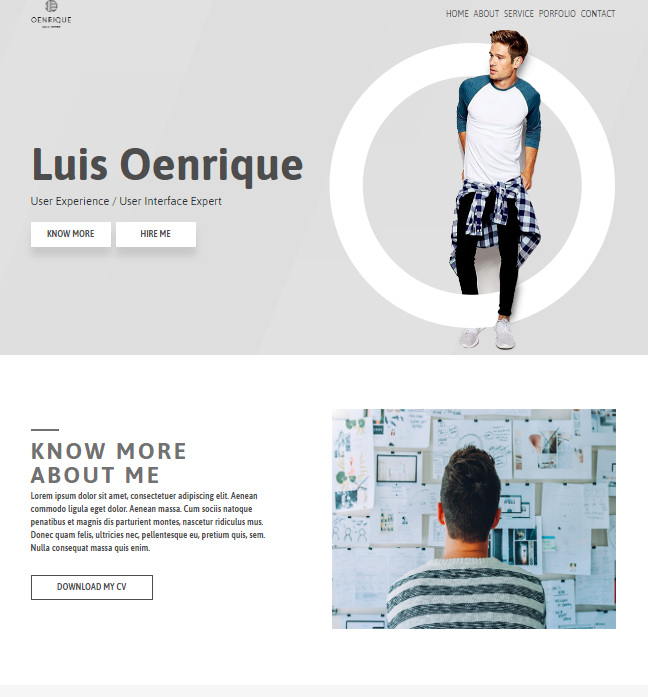 OENRIQUE
HOME ABOUT SERVICE PORFOLIO CONTACT
Luis Oenrique
User Experience / User Interface Expert
KNOW MORE
HIRE ME
KNOW MORE
ABOUT ME
Lorem ipsum dolor sit amet, consectetuer adipiscing elit. Aenean
commodo ligula eget dolor. Aenean massa. Cum sociis natoque
penatibus et magnis dis parturient montes, nascetur ridiculus mus.
Donec quam felis, ultricies nec, pellentesque eu, pretium quis, sem.
Nulla consequat massa quis enim.
DOWNLOAD MY CV